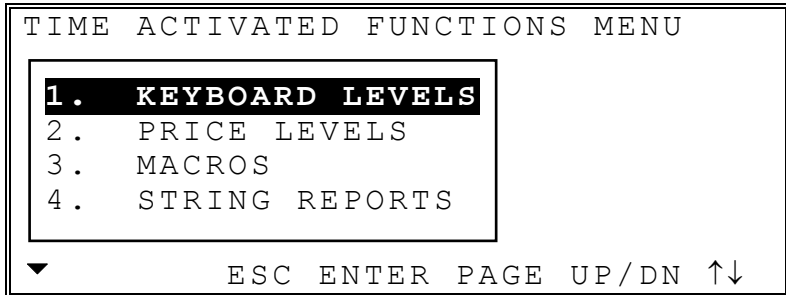 TIME ACTIVATED FUNCTIONS MENU
1. KEYBOARD LEVELS
2. PRICE LEVELS
3. MACROS
4. STRING REPORTS
ESC ENTER PAGE UP/DN ↑↓